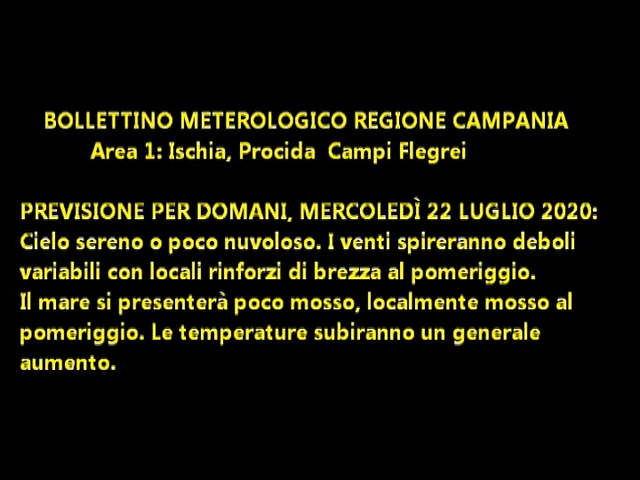 BOLLETTINO METEROLOGICO REGIONE CAMPANIA
Area 1: Ischia, Procida Campi Flegrei
PREVISIONE PER DOMANI, MERCOLEDÌ 22 LUGLIO 2020:
Cielo sereno o poco nuvoloso. I venti spireranno deboli
variabili con locali rinforzi di brezza al pomeriggio.
Il mare si presenterà poco mosso, localmente mosso al
pomeriggio. Le temperature subiranno un generale
aumento.